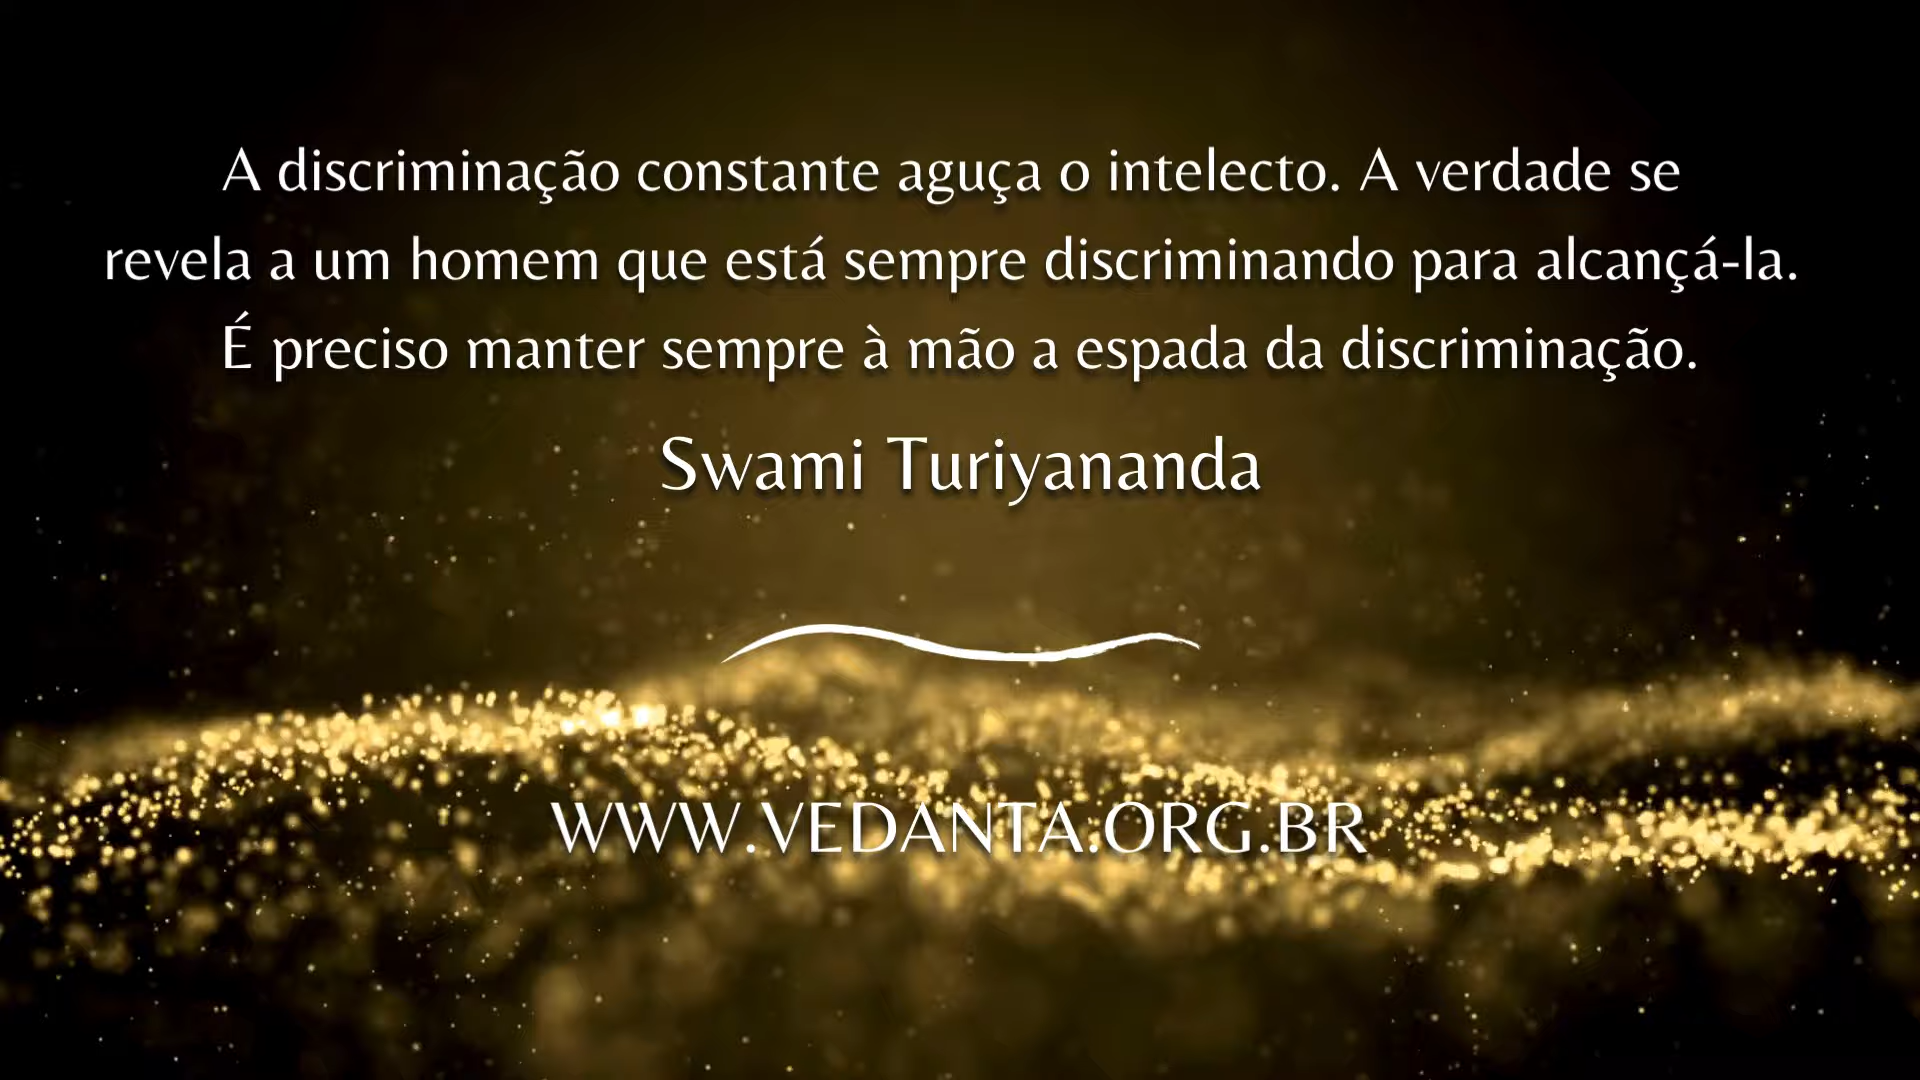 A discriminação constante aguça o intelecto. A verdade se
revela a um homem que está sempre discriminando para alcançá-la.
É preciso manter sempre à mão a espada da discriminação.
Swami Turiyananda
WWW.VEDANTA.ORG.BR